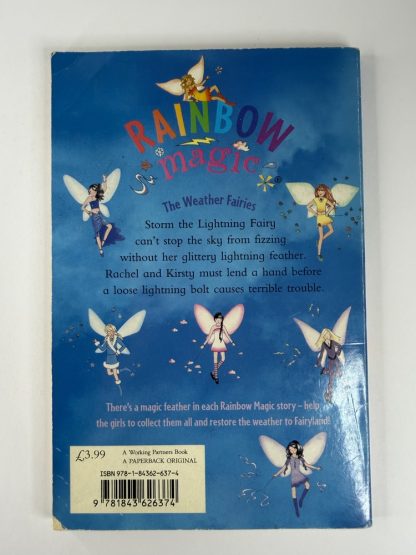 RAINBOW
magic
The Weather Fairies
Storm the Lightning Fairy
can't stop the sky from fizzing
without her glittery lightning feather.
Rachel and Kirsty must lend a hand before
a loose lightning bolt causes terrible trouble.
There's a magic feather in each Rainbow Magic story – help
the girls to collect them all and restore the weather to Fairyland!
£3.99
A Working Partners Book
A PAPERBACK ORIGINAL
ISBN 978-1-84362-637-4
9 781843 626374